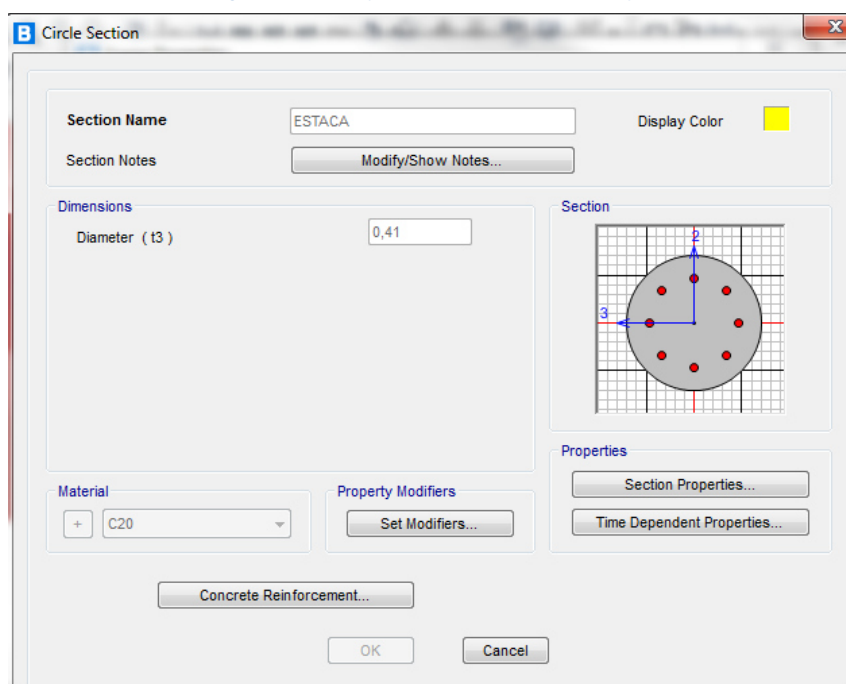 B Circle Section
X
Section Name ESTACA Display Color
Section Notes Modify/Show Notes...
Dimensions
Diameter ( t3 ) 0,41
Section
2
3
Properties
Section Properties...
Time Dependent Properties...
Material
+ C20
Property Modifiers
Set Modifiers...
Concrete Reinforcement...
OK Cancel